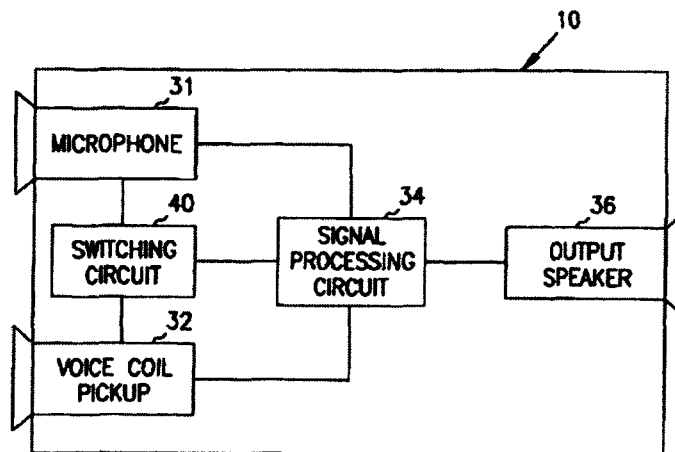 10
31
MICROPHONE
40
SWITCHING
CIRCUIT
34
SIGNAL
PROCESSING
CIRCUIT
36
OUTPUT
SPEAKER
32
VOICE COIL
PICKUP